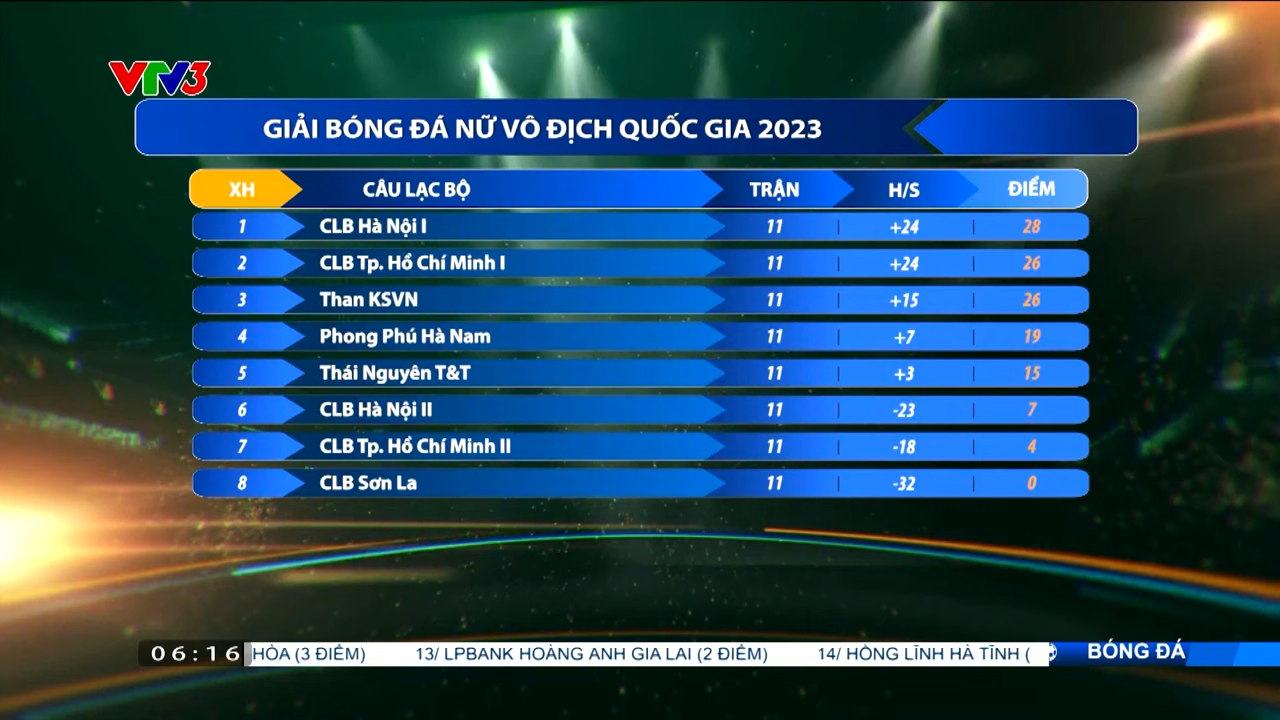 VTV3
GIẢI BÓNG ĐÁ NỮ VÔ ĐỊCH QUỐC GIA 2023
XH CÂU LẠC BỘ TRẬN H/S ĐIỂM
1 CLB Hà Nội I 11 +24 28
2 CLB Tp. Hồ Chí Minh I 11 +24 26
3 Than KSVN 11 +15 26
4 Phong Phú Hà Nam 11 +7 19
5 Thái Nguyên T&T 11 +3 15
6 CLB Hà Nội II 11 -23 7
7 CLB Tp. Hồ Chí Minh II 11 -18 4
8 CLB Sơn La 11 -32 0
06:16 HÒA (3 ĐIỂM) 13/ LPBANK HOÀNG ANH GIA LAI (2 ĐIỂM) 14/ HỒNG LĨNH HÀ TĨNH ( BÓNG ĐÁ